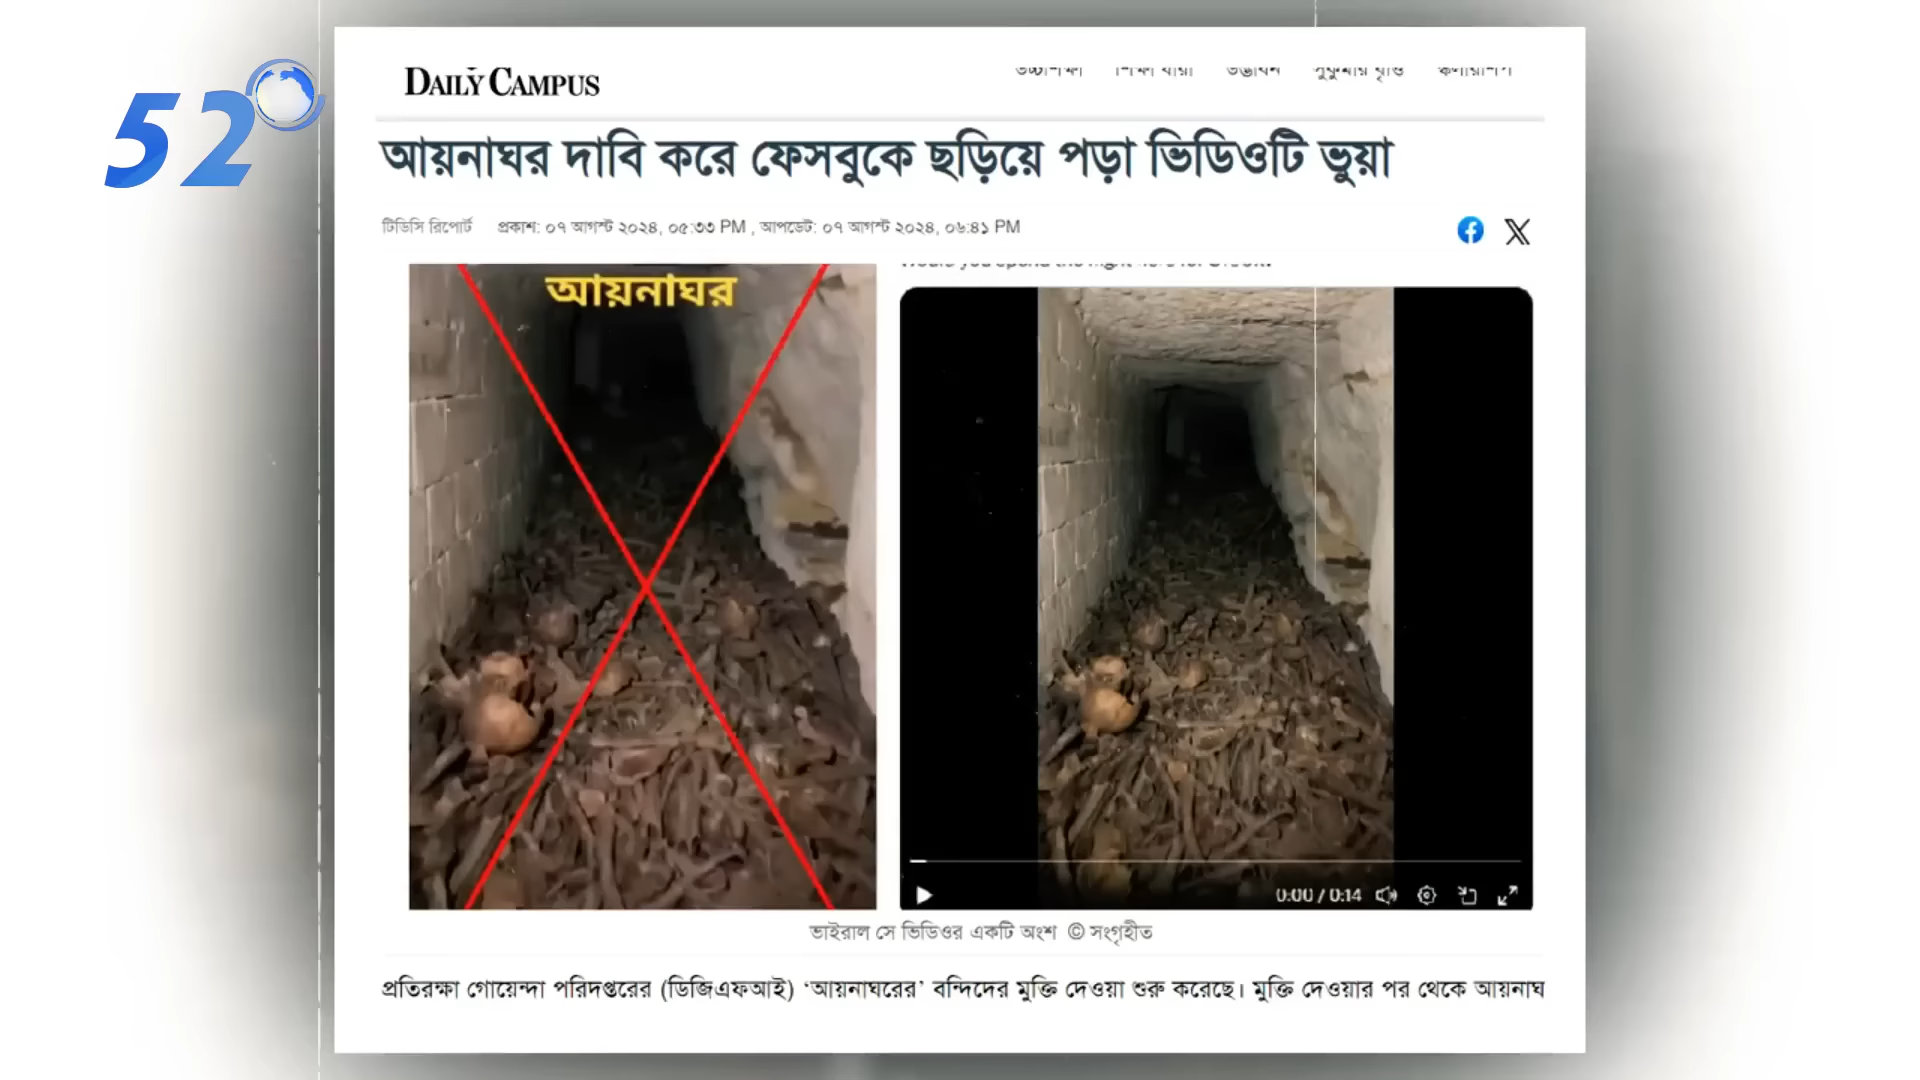 52
DAILY CAMPUS
আয়নাঘর দাবি করে ফেসবুকে ছড়িয়ে পড়া ভিডিওটি ভুয়া
টিডিসি রিপোর্ট প্রকাশ: ০৭ আগস্ট ২০২৪, ০৫:৩৩ PM , আপডেট: ০৭ আগস্ট ২০২৪, ০৬:৪১ PM
আয়নাঘর
0:00 / 0:14
ভাইরাল সে ভিডিওর একটি অংশ © সংগৃহীত
প্রতিরক্ষা গোয়েন্দা পরিদপ্তরের (ডিজিএফআই) ‘আয়নাঘরের’ বন্দিদের মুক্তি দেওয়া শুরু করেছে। মুক্তি দেওয়ার পর থেকে আয়নাঘ